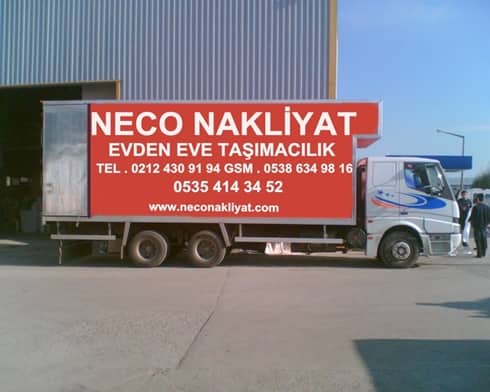 NECO NAKLİYAT
EVDEN EVE TAŞIMACILIK
TEL . 0212 430 91 94 GSM . 0538 634 98 16
0535 414 34 52
www.neconakliyat.com